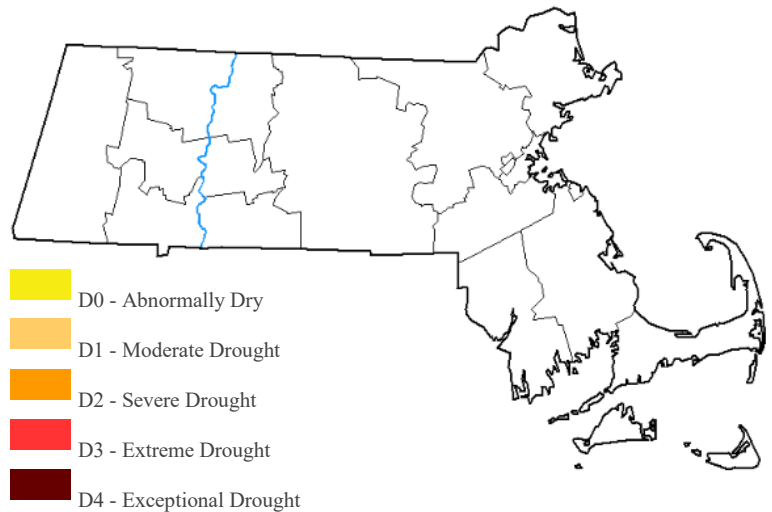 D0 - Abnormally Dry
D1 - Moderate Drought
D2 - Severe Drought
D3 - Extreme Drought
D4 - Exceptional Drought